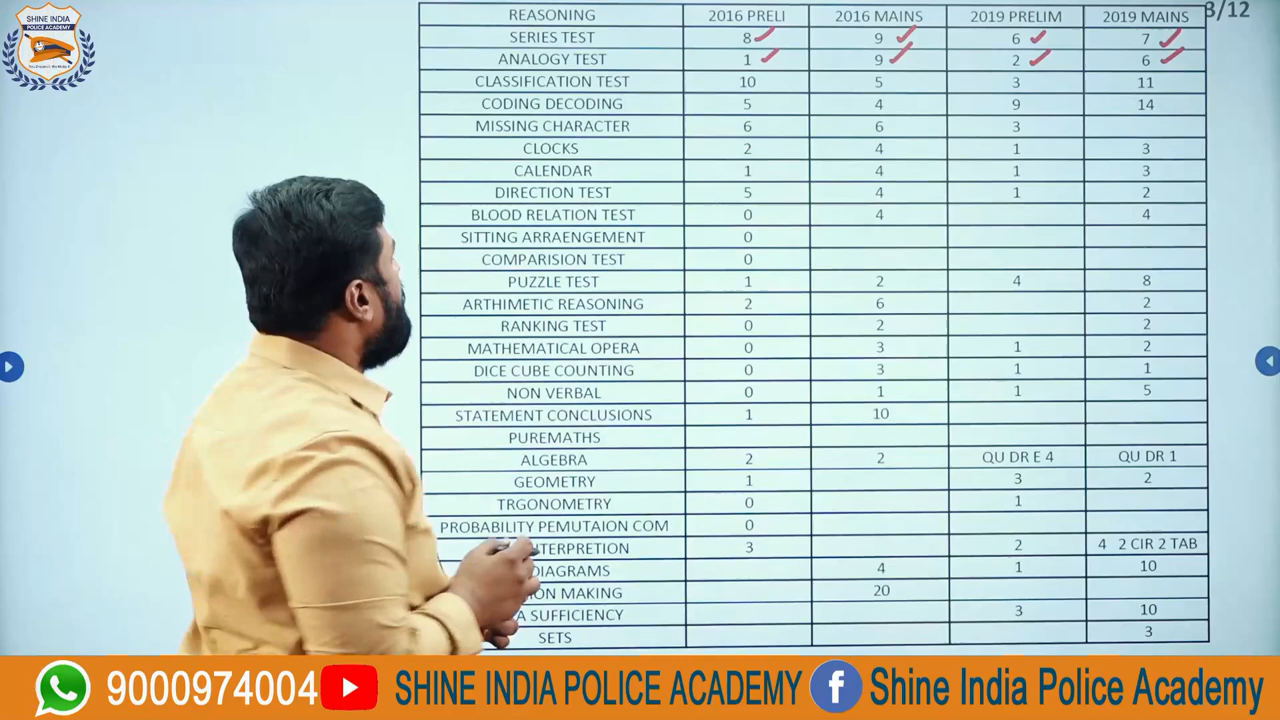 SHINE INDIA
POLICE ACADEMY
3/12
REASONING 2016 PRELI 2016 MAINS 2019 PRELIM 2019 MAINS
SERIES TEST 8 9 6 7
ANALOGY TEST 1 9 2 6
CLASSIFICATION TEST 10 5 3 11
CODING DECODING 5 4 9 14
MISSING CHARACTER 6 6 3
CLOCKS 2 4 1 3
CALENDAR 1 4 1 3
DIRECTION TEST 5 4 1 2
BLOOD RELATION TEST 0 4 4
SITTING ARRAENGEMENT 0
COMPARISION TEST 0
PUZZLE TEST 1 2 4 8
ARTHIMETIC REASONING 2 6 2
RANKING TEST 0 2 2
MATHEMATICAL OPERA 0 3 1 2
DICE CUBE COUNTING 0 3 1 1
NON VERBAL 0 1 1 5
STATEMENT CONCLUSIONS 1 10
PUREMATHS
ALGEBRA 2 2 QU DR E 4 QU DR 1
GEOMETRY 1 3 2
TRGONOMETRY 0 1
PROBABILITY PEMUTAION COM 0
NTERPRETION 3 2 4 2 CIR 2 TAB
DIAGRAMS 4 1 10
ION MAKING 20
A SUFFICIENCY 3 10
SETS 3
9000974004 SHINE INDIA POLICE ACADEMY f Shine India Police Academy